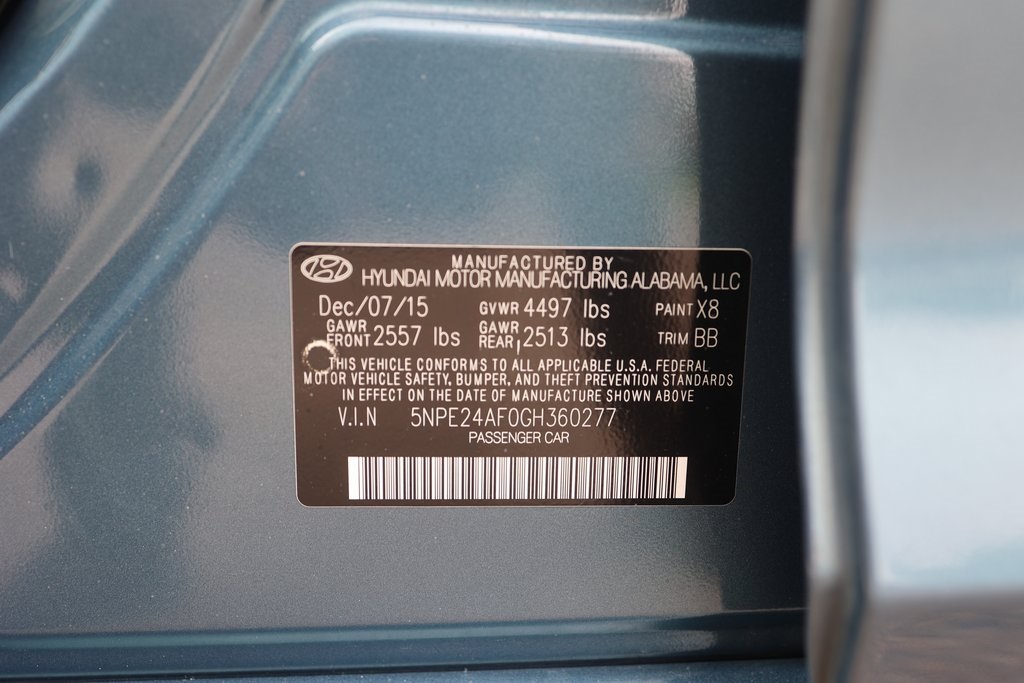 MANUFACTURED BY
HYUNDAI MOTOR MANUFACTURING ALABAMA, LLC
Dec/07/15 GVWR 4497 lbs PAINT X8
GAWR FRONT 2557 lbs GAWR REAR, 2513 lbs TRIM BB
THIS VEHICLE CONFORMS TO ALL APPLICABLE U.S.A. FEDERAL
MOTOR VEHICLE SAFETY, BUMPER, AND THEFT PREVENTION STANDARDS
IN EFFECT ON THE DATE OF MANUFACTURE SHOWN ABOVE
V.I.N 5NPE24AF0GH360277
PASSENGER CAR